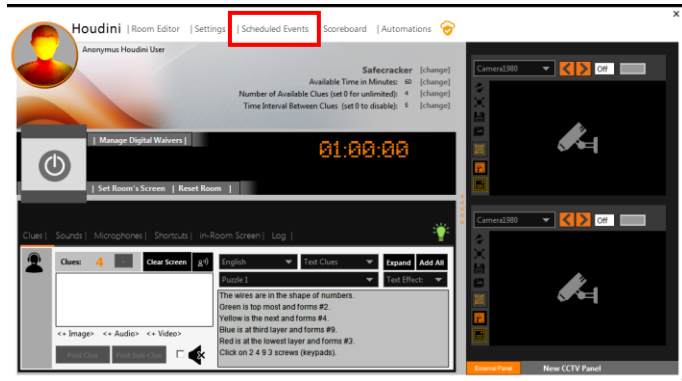 x
Houdini | Room Editor | Settings | Scheduled Events Scoreboard | Automations
Anonymus Houdini User
Safecracker [change]
Available Time in Minutes: 60 [change]
Number of Available Clues (set 0 for unlimited): 4 [change]
Time Interval Between Clues (set 0 to disable): 5 [change]
| Manage Digital Waivers |
01:00:00
| Set Room's Screen | Reset Room |
Clues | Sounds | Microphones | Shortcuts | in-Room Screen | Log |
Clues: 4 Clear Screen English Text Clues Expand Add All
Puzzle 1 Text Effect:
The wires are in the shape of numbers.
Green is top most and forms #2.
Yellow is the next and forms #4.
Blue is at third layer and forms #9.
Red is at the lowest layer and forms #3.
Click on 2 4 9 3 screws (keypads).
<+ Image> <+ Audio> <+ Video>
Post Clue Post Sub-Clue
Camera1980 Off
Camera1980 Off
External Panel New CCTV Panel